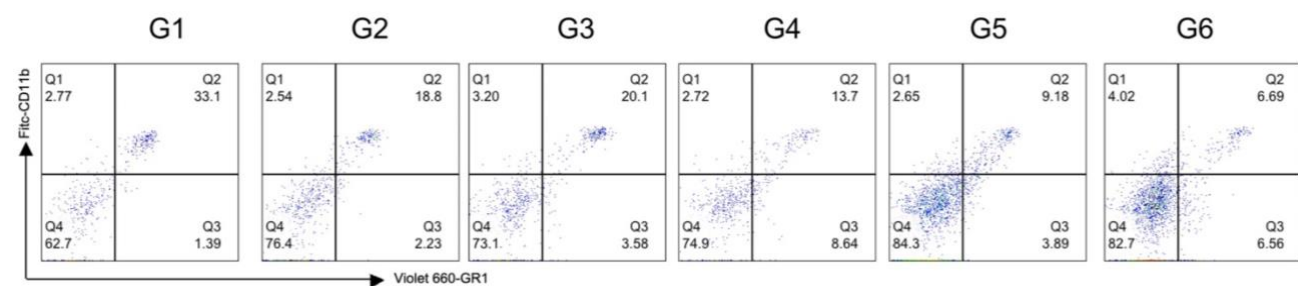 G1 G2 G3 G4 G5 G6
Q1 Q2 Q1 Q2 Q1 Q2 Q1 Q2 Q1 Q2 Q1 Q2
2.77 33.1 2.54 18.8 3.20 20.1 2.72 13.7 2.65 9.18 4.02 6.69
Fitc-CD11b
Q4 Q3 Q4 Q3 Q4 Q3 Q4 Q3 Q4 Q3 Q4 Q3
62.7 1.39 76.4 2.23 73.1 3.58 74.9 8.64 84.3 3.89 82.7 6.56
Violet 660-GR1